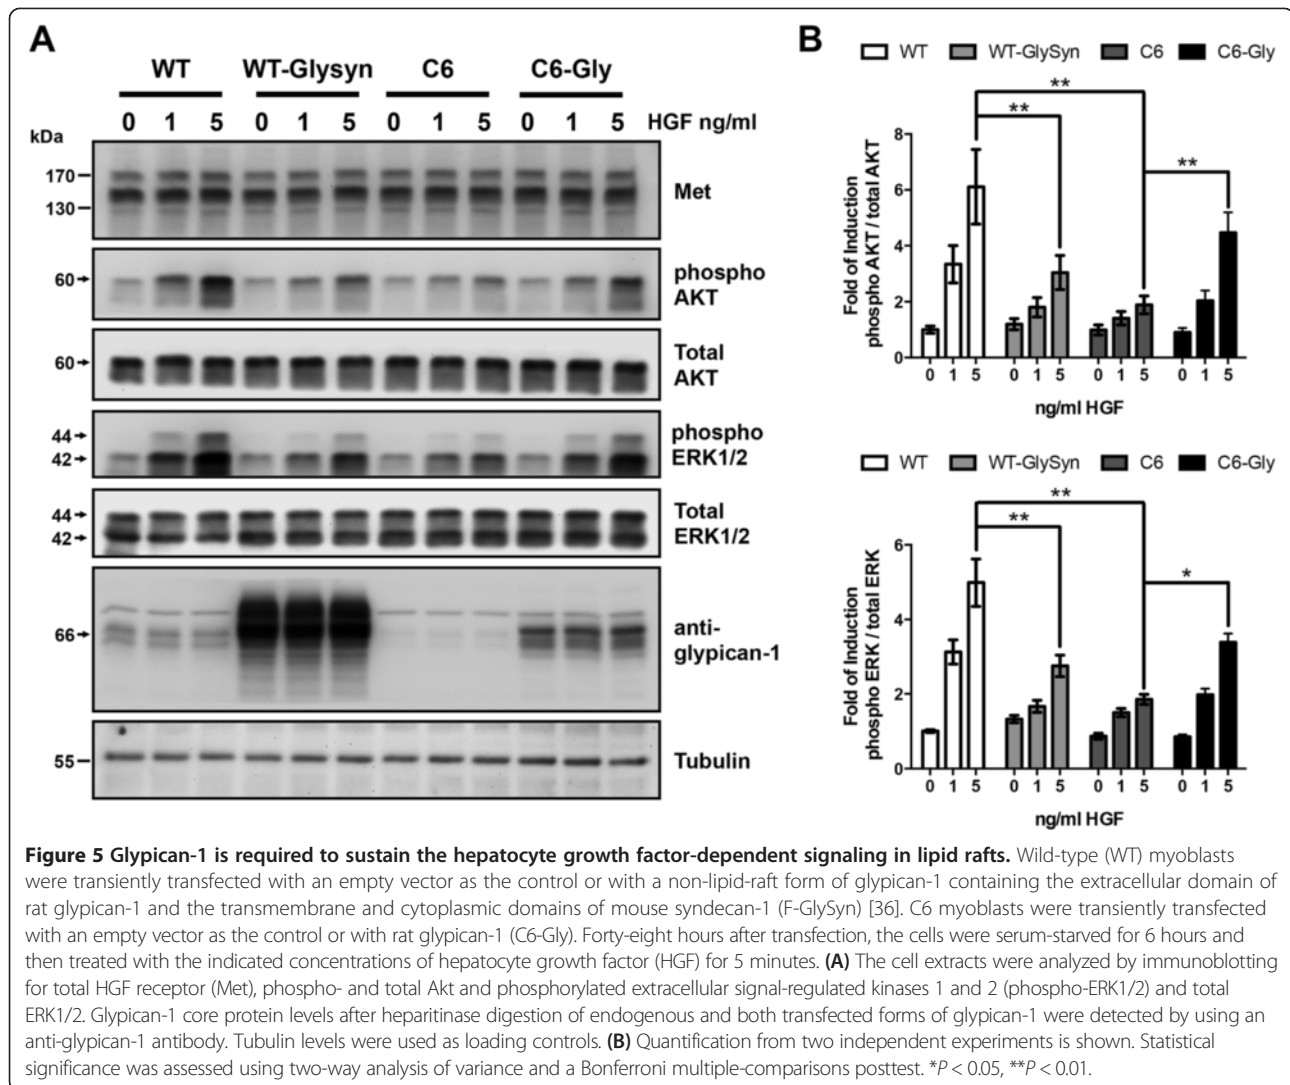 A
WT WT-Glysyn C6 C6-Gly
0 1 5 0 1 5 0 1 5 0 1 5 HGF ng/ml
kDa
170
130
Met
60
phospho
AKT
60
Total
AKT
44
42
phospho
ERK1/2
44
42
Total
ERK1/2
66
anti-
glypican-1
55
Tubulin
B
WT WT-GlySyn C6 C6-Gly
**
**
**
8
6
4
2
0
Fold of Induction
phospho AKT / total AKT
0 1 5 0 1 5 0 1 5 0 1 5
ng/ml HGF
WT WT-GlySyn C6 C6-Gly
**
**
*
6
4
2
0
Fold of Induction
phospho ERK / total ERK
0 1 5 0 1 5 0 1 5 0 1 5
ng/ml HGF
Figure 5 Glypican-1 is required to sustain the hepatocyte growth factor-dependent signaling in lipid rafts. Wild-type (WT) myoblasts
were transiently transfected with an empty vector as the control or with a non-lipid-raft form of glypican-1 containing the extracellular domain of
rat glypican-1 and the transmembrane and cytoplasmic domains of mouse syndecan-1 (F-GlySyn) [36]. C6 myoblasts were transiently transfected
with an empty vector as the control or with rat glypican-1 (C6-Gly). Forty-eight hours after transfection, the cells were serum-starved for 6 hours and
then treated with the indicated concentrations of hepatocyte growth factor (HGF) for 5 minutes. (A) The cell extracts were analyzed by immunoblotting
for total HGF receptor (Met), phospho- and total Akt and phosphorylated extracellular signal-regulated kinases 1 and 2 (phospho-ERK1/2) and total
ERK1/2. Glypican-1 core protein levels after heparitinase digestion of endogenous and both transfected forms of glypican-1 were detected by using an
anti-glypican-1 antibody. Tubulin levels were used as loading controls. (B) Quantification from two independent experiments is shown. Statistical
significance was assessed using two-way analysis of variance and a Bonferroni multiple-comparisons posttest. *P < 0.05, **P < 0.01.